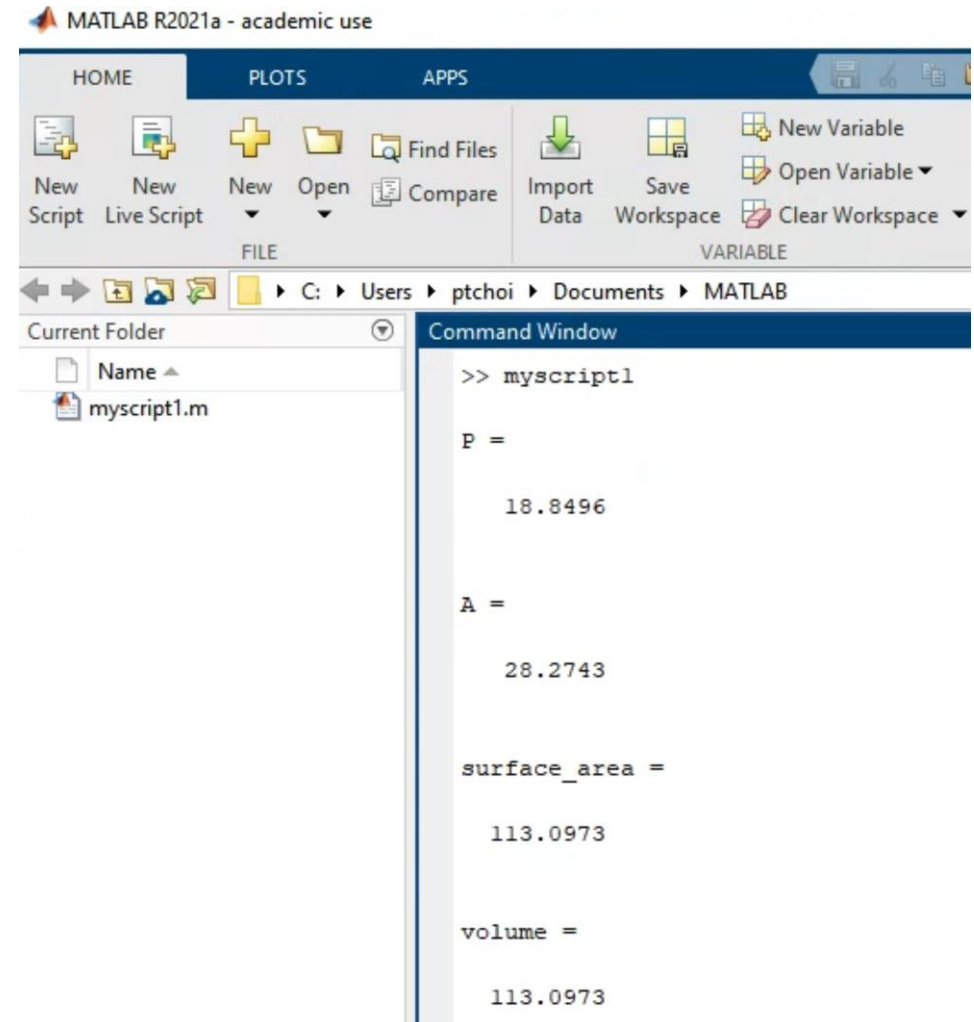 MATLAB R2021a - academic use
HOME PLOTS APPS
New Script
New Live Script
New
Open
Find Files
Compare
Import Data
Save Workspace
New Variable
Open Variable
Clear Workspace
FILE VARIABLE
C: Users ptchoi Documents MATLAB
Current Folder
Name
myscript1.m
Command Window
>> myscript1
P =
18.8496
A =
28.2743
surface_area =
113.0973
volume =
113.0973